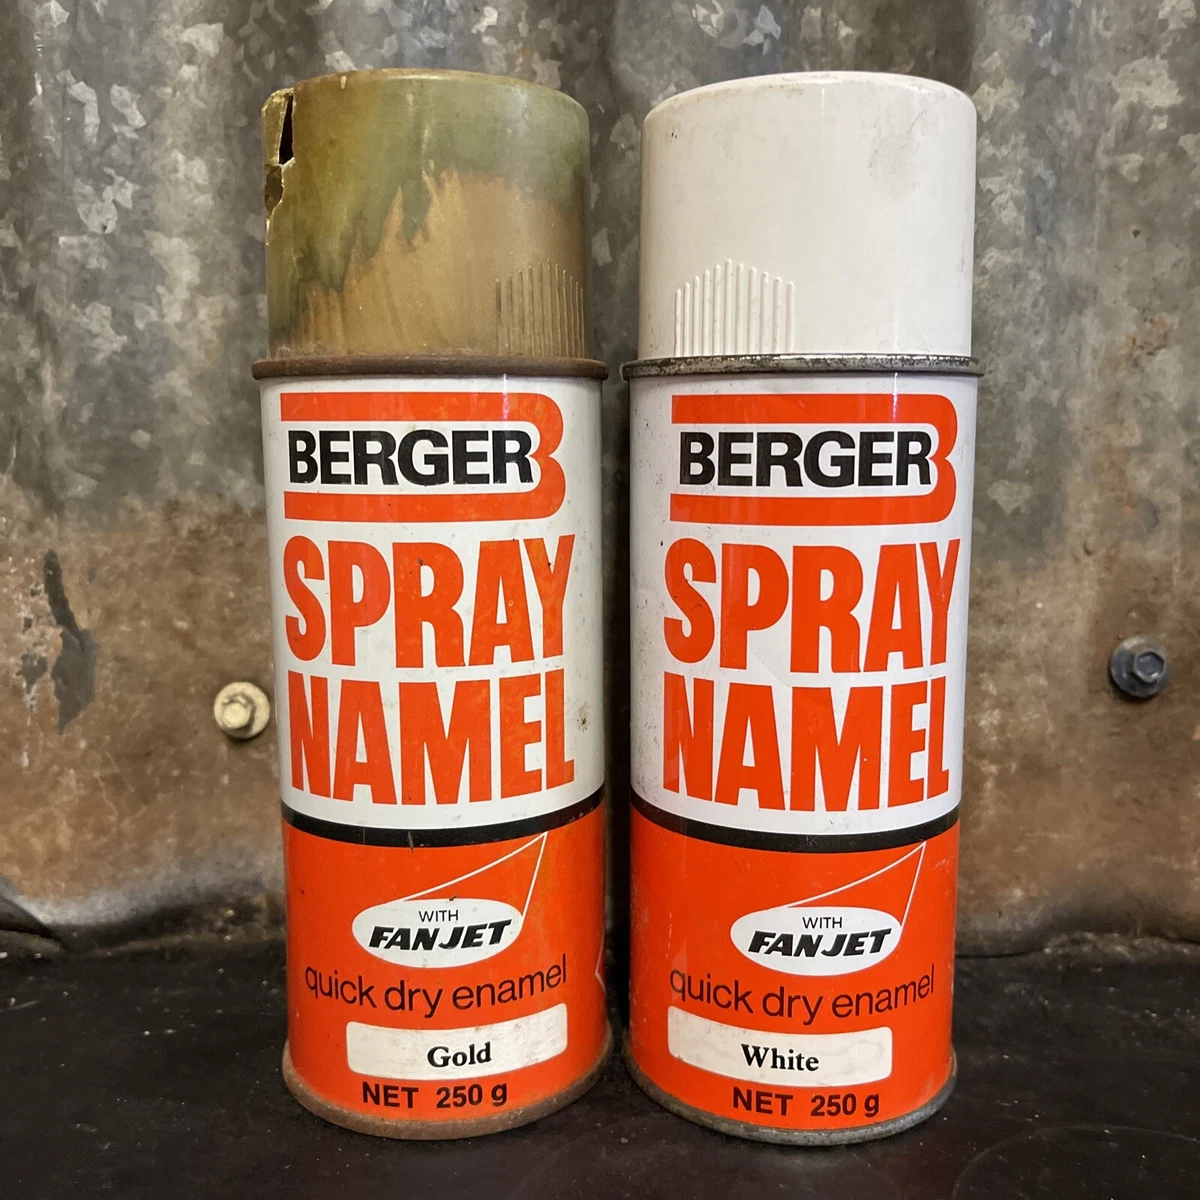 BERGER
SPRAY
NAMEL
WITH
FANJET
quick dry enamel
Gold
NET 250 g
BERGER
SPRAY
NAMEL
WITH
FANJET
quick dry enamel
White
NET 250 g